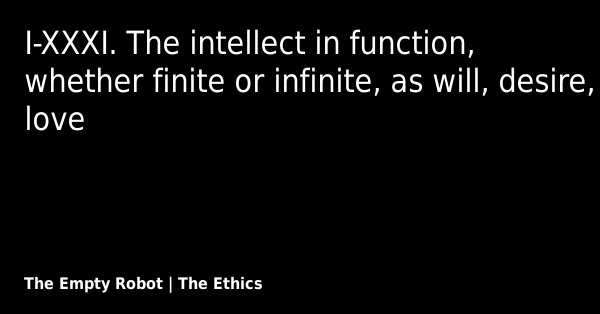 I-XXXI. The intellect in function,
whether finite or infinite, as will, desire,
love
The Empty Robot | The Ethics